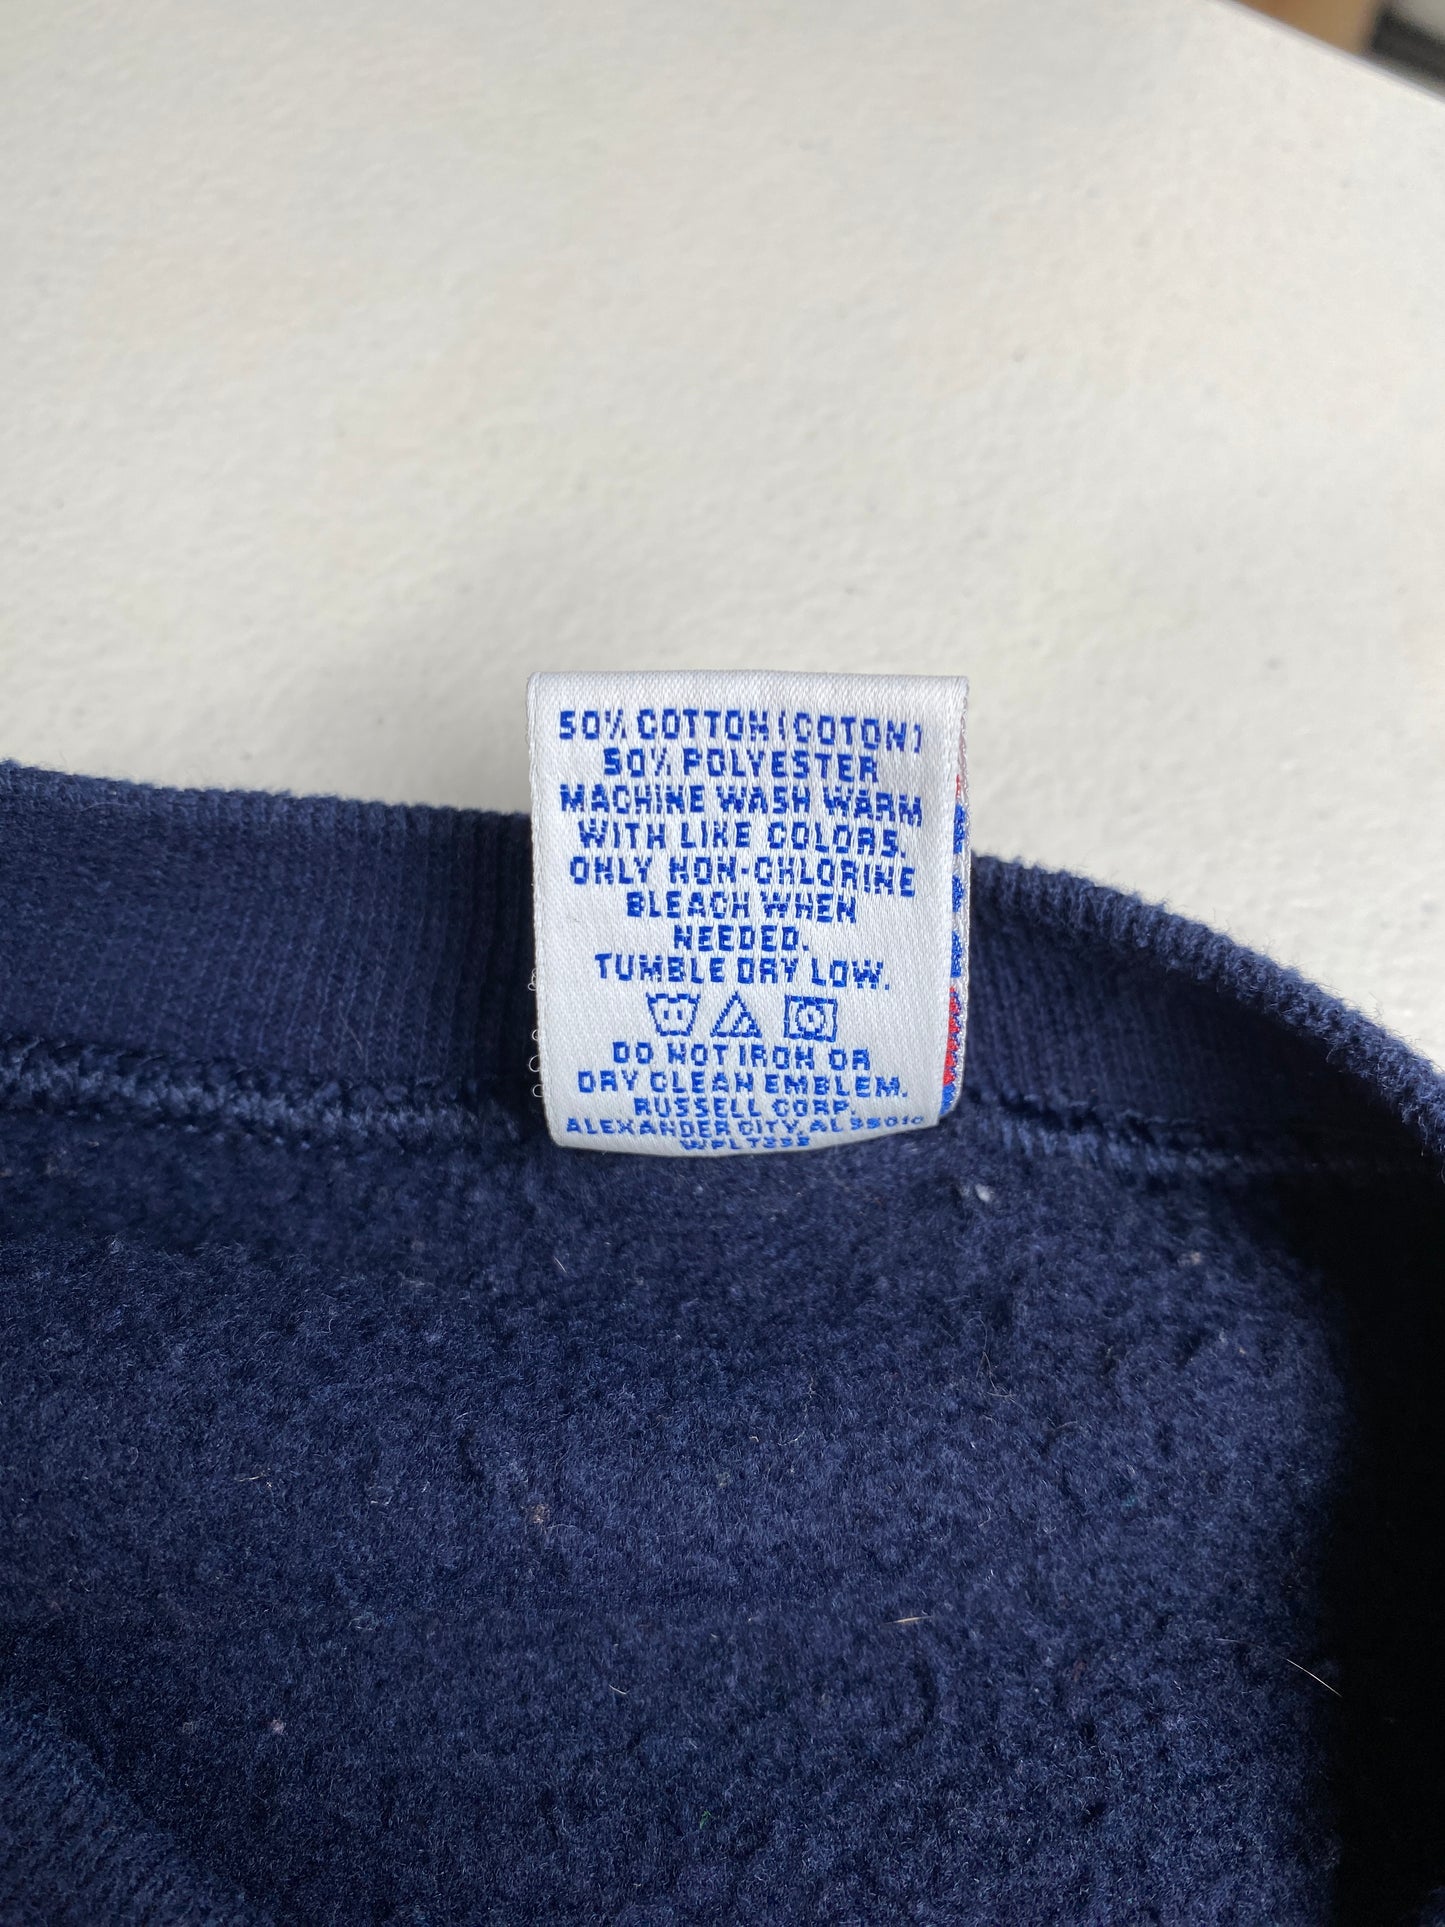 50% COTTON (COTON)
50% POLYESTER
MACHINE WASH WARM
WITH LIKE COLORS.
ONLY NON-CHLORINE
BLEACH WHEN
NEEDED.
TUMBLE DRY LOW.
DO NOT IRON OR
DRY CLEAN EMBLEM.
RUSSELL CORP.
ALEXANDER CITY, AL 35010